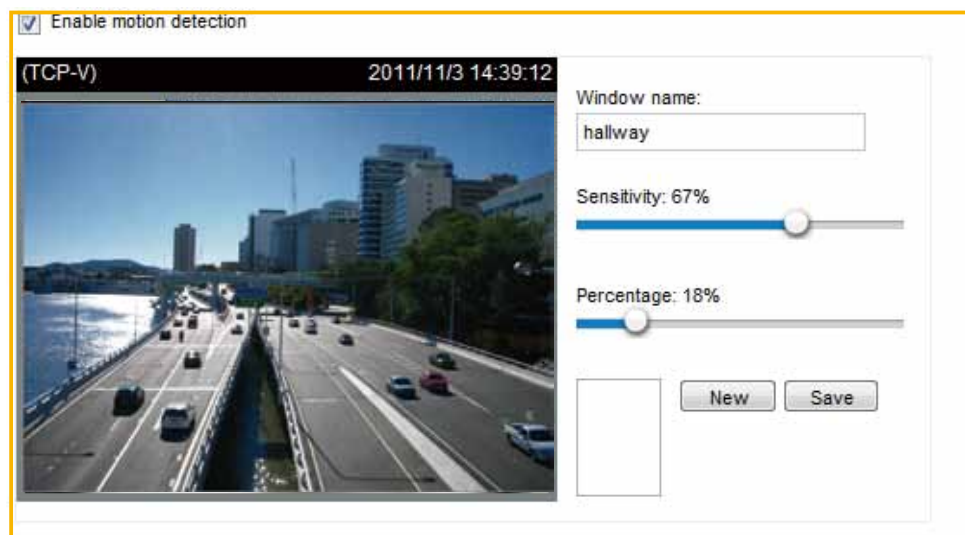 Enable motion detection
(TCP-V) 2011/11/3 14:39:12
Window name:
hallway
Sensitivity: 67%
Percentage: 18%
New Save